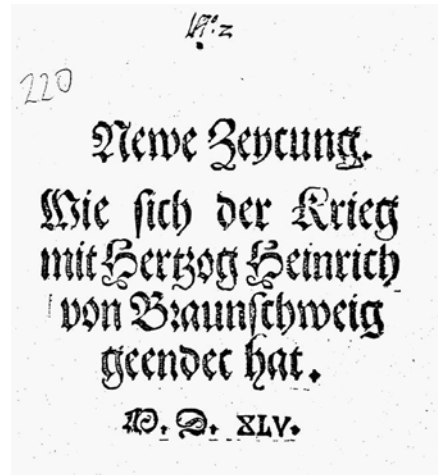 220
Newe Zeytung.
Wie sich der Krieg
mit Hertzog Heinrich
von Braunschweig
geendet hat.
M. D. XLV.